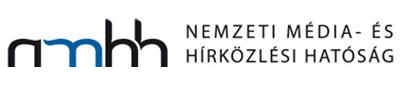 nmhh
NEMZETI MÉDIA- ÉS
HÍRKÖZLÉSI HATÓSÁG